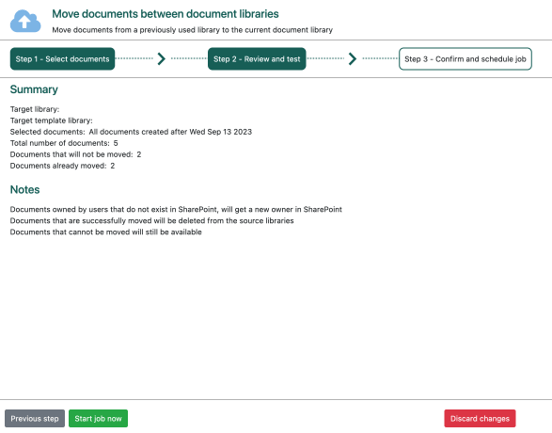 Move documents between document libraries
Move documents from a previously used library to the current document library
Step 1 - Select documents
Step 2 - Review and test
Step 3 - Confirm and schedule job
Summary
Target library:
Target template library:
Selected documents: All documents created after Wed Sep 13 2023
Total number of documents: 5
Documents that will not be moved: 2
Documents already moved: 2
Notes
Documents owned by users that do not exist in SharePoint, will get a new owner in SharePoint
Documents that are successfully moved will be deleted from the source libraries
Documents that cannot be moved will still be available
Previous step
Start job now
Discard changes